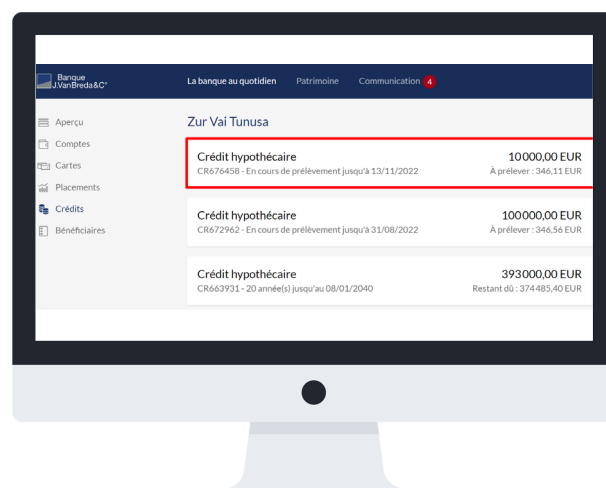 Banque
J.VanBreda&C°
La banque au quotidien Patrimoine Communication 4
Aperçu
Comptes
Cartes
Placements
Crédits
Bénéficiaires
Zur Vai Tunusa
Crédit hypothécaire 10 000,00 EUR
CR676458 - En cours de prélèvement jusqu'à 13/11/2022 À prélever : 346,11 EUR
Crédit hypothécaire 100 000,00 EUR
CR672962 - En cours de prélèvement jusqu'à 31/08/2022 À prélever : 346,56 EUR
Crédit hypothécaire 393 000,00 EUR
CR663931 - 20 année(s) jusqu'au 08/01/2040 Restant dû : 374 485,40 EUR